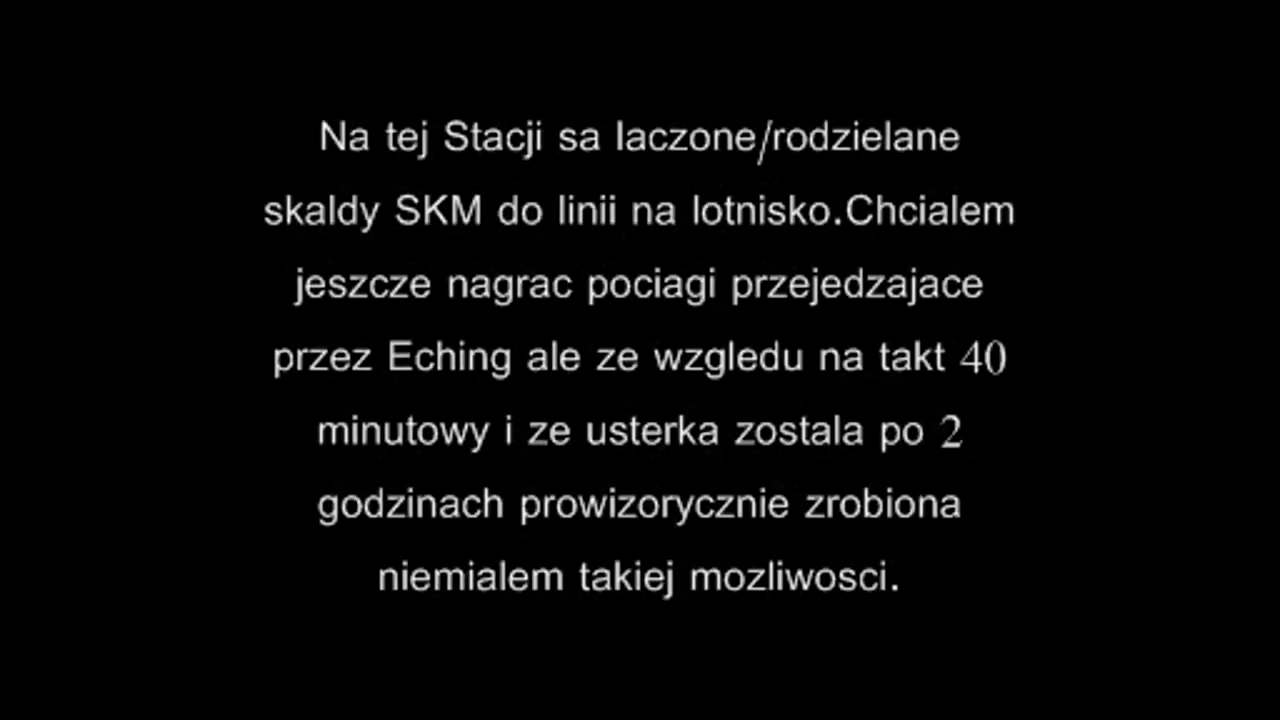 Na tej Stacji sa laczone/rodzielane
skaldy SKM do linii na lotnisko.Chcialem
jeszcze nagrac pociagi przejedzajace
przez Eching ale ze wzgledu na takt 40
minutowy i ze usterka zostala po 2
godzinach prowizorycznie zrobiona
niemialem takiej mozliwosci.